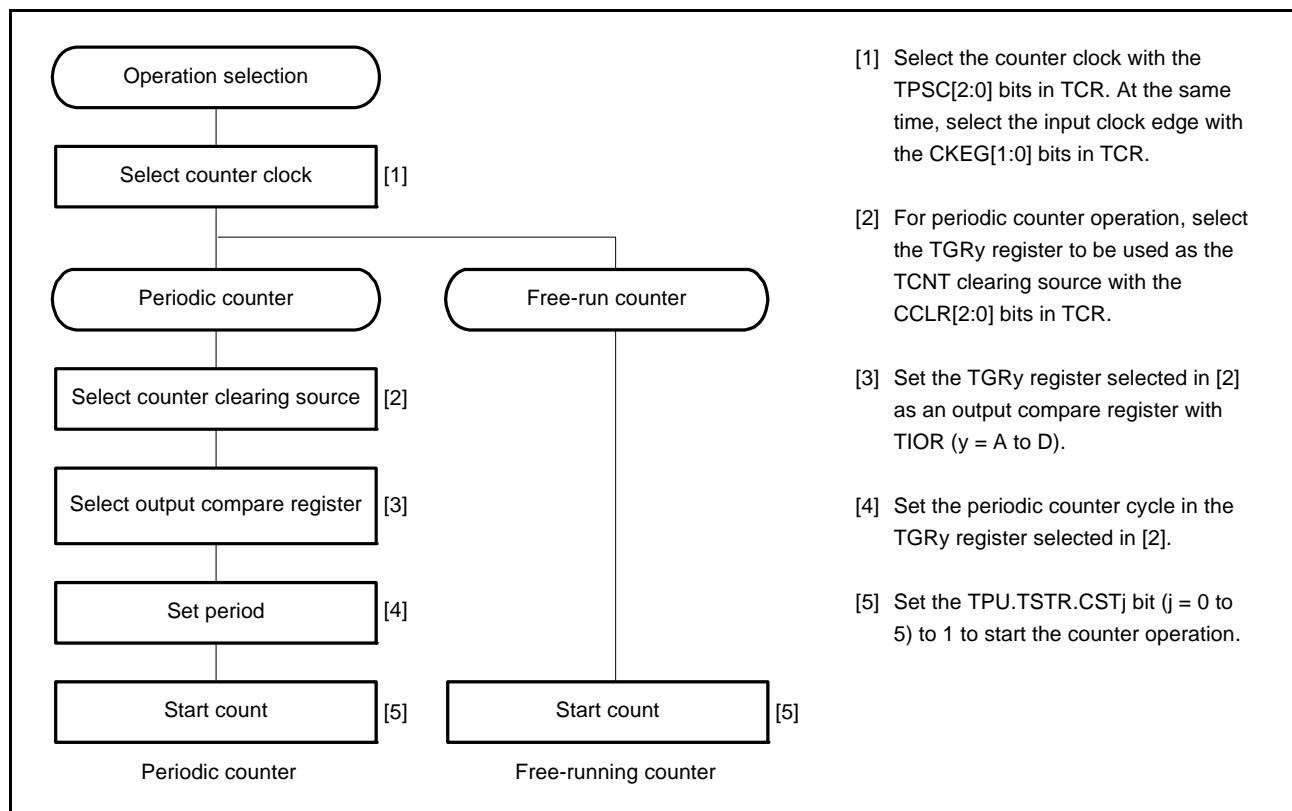 Operation selection
Select counter clock
[1]
Periodic counter
Free-run counter
Select counter clearing source
[2]
Select output compare register
[3]
Set period
[4]
Start count
[5]
Start count
[5]
Periodic counter
Free-running counter
[1] Select the counter clock with the
TPSC[2:0] bits in TCR. At the same
time, select the input clock edge with
the CKEG[1:0] bits in TCR.
[2] For periodic counter operation, select
the TGRy register to be used as the
TCNT clearing source with the
CCLR[2:0] bits in TCR.
[3] Set the TGRy register selected in [2]
as an output compare register with
TIOR (y = A to D).
[4] Set the periodic counter cycle in the
TGRy register selected in [2].
[5] Set the TPU.TSTR.CSTj bit (j = 0 to
5) to 1 to start the counter operation.